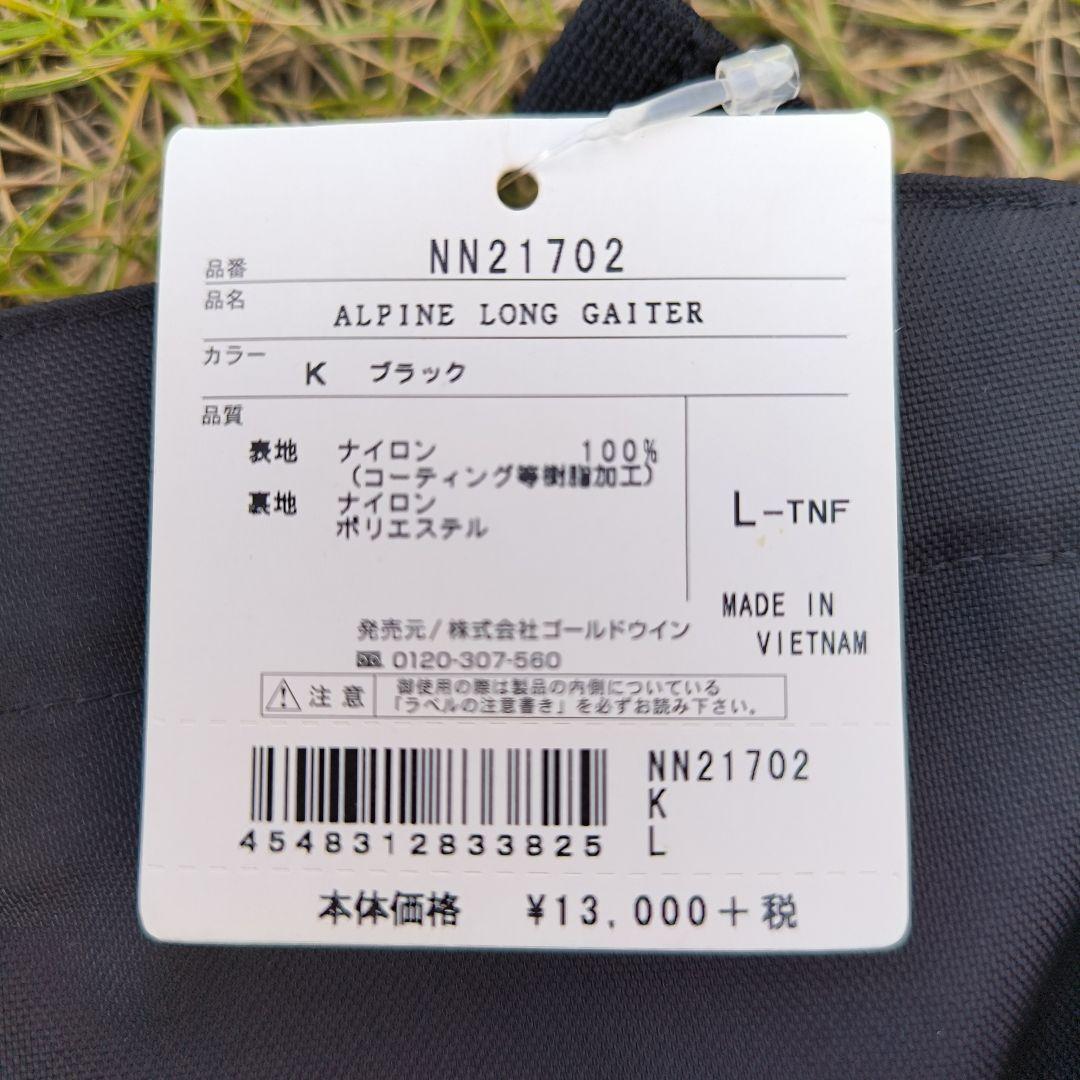 品番 NN21702
品名 ALPINE LONG GAITER
カラー K ブラック
品質
表地 ナイロン 100%
(コーティング等樹脂加工)
裏地 ナイロン
ポリエステル
L-TNF
MADE IN
VIETNAM
発売元/株式会社ゴールドウイン
0120-307-560
注意 御使用の際は製品の内側についている
「ラベルの注意書き」を必ずお読み下さい。
4548312833825
NN21702
K
L
本体価格 ¥13,000+税